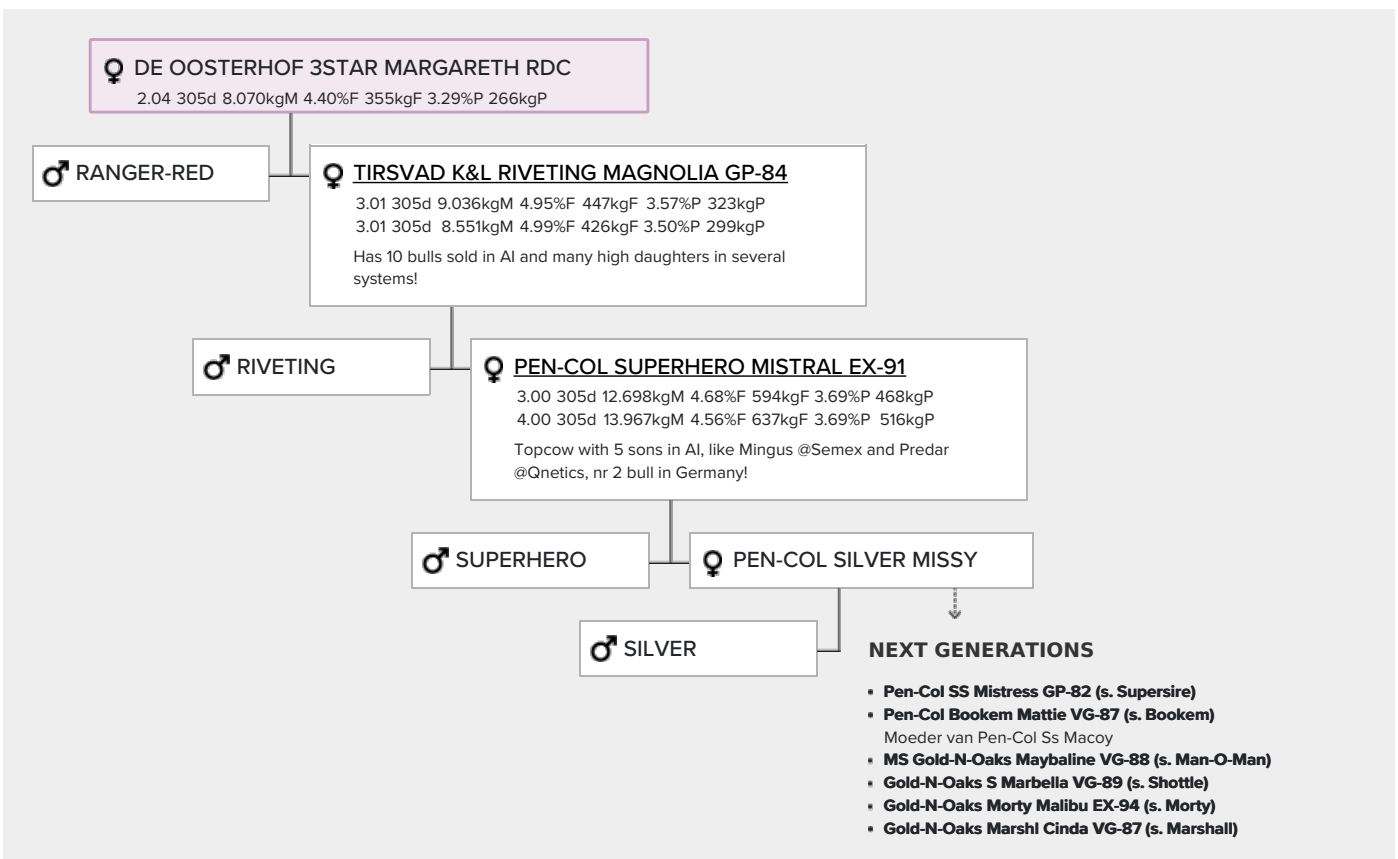 DE OOSTERHOF 3STAR MARGARETH RDC
2.04 305d 8.070kgM 4.40%F 355kgF 3.29%P 266kgP
RANGER-RED
TIRSVAD K&L RIVETING MAGNOLIA GP-84
3.01 305d 9.036kgM 4.95%F 447kgF 3.57%P 323kgP
3.01 305d 8.551kgM 4.99%F 426kgF 3.50%P 299kgP
Has 10 bulls sold in AI and many high daughters in several
systems!
RIVETING
PEN-COL SUPERHERO MISTRAL EX-91
3.00 305d 12.698kgM 4.68%F 594kgF 3.69%P 468kgP
4.00 305d 13.967kgM 4.56%F 637kgF 3.69%P 516kgP
Topcow with 5 sons in AI, like Mingus @Semex and Predar
@Qnetics, nr 2 bull in Germany!
SUPERHERO
PEN-COL SILVER MISSY
SILVER
NEXT GENERATIONS
• Pen-Col SS Mistress GP-82 (s. Supersire)
• Pen-Col Bookem Mattie VG-87 (s. Bookem)
Moeder van Pen-Col Ss Macoy
• MS Gold-N-Oaks Maybaline VG-88 (s. Man-O-Man)
• Gold-N-Oaks S Marbella VG-89 (s. Shottle)
• Gold-N-Oaks Morty Malibu EX-94 (s. Morty)
• Gold-N-Oaks Marshl Cinda VG-87 (s. Marshall)